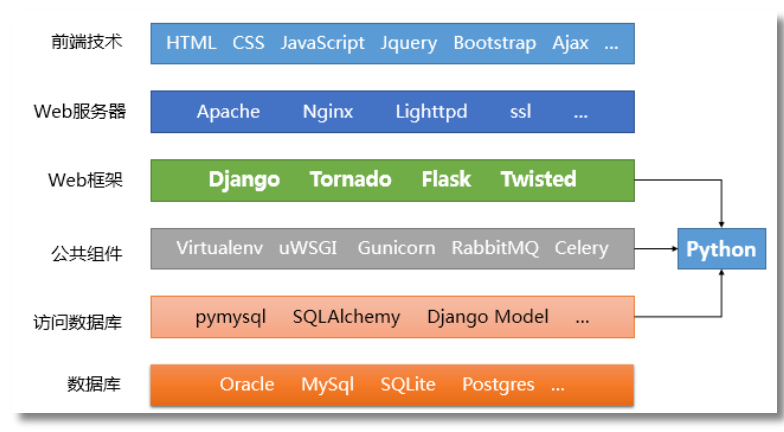 前端技术 HTML CSS JavaScript Jquery Bootstrap Ajax ...
Web服务器 Apache Nginx Lighttpd ssl ...
Web框架 Django Tornado Flask Twisted
公共组件 Virtualenv uWSGI Gunicorn RabbitMQ Celery
Python
访问数据库 pymysql SQLAlchemy Django Model ...
数据库 Oracle MySql SQLite Postgres ...